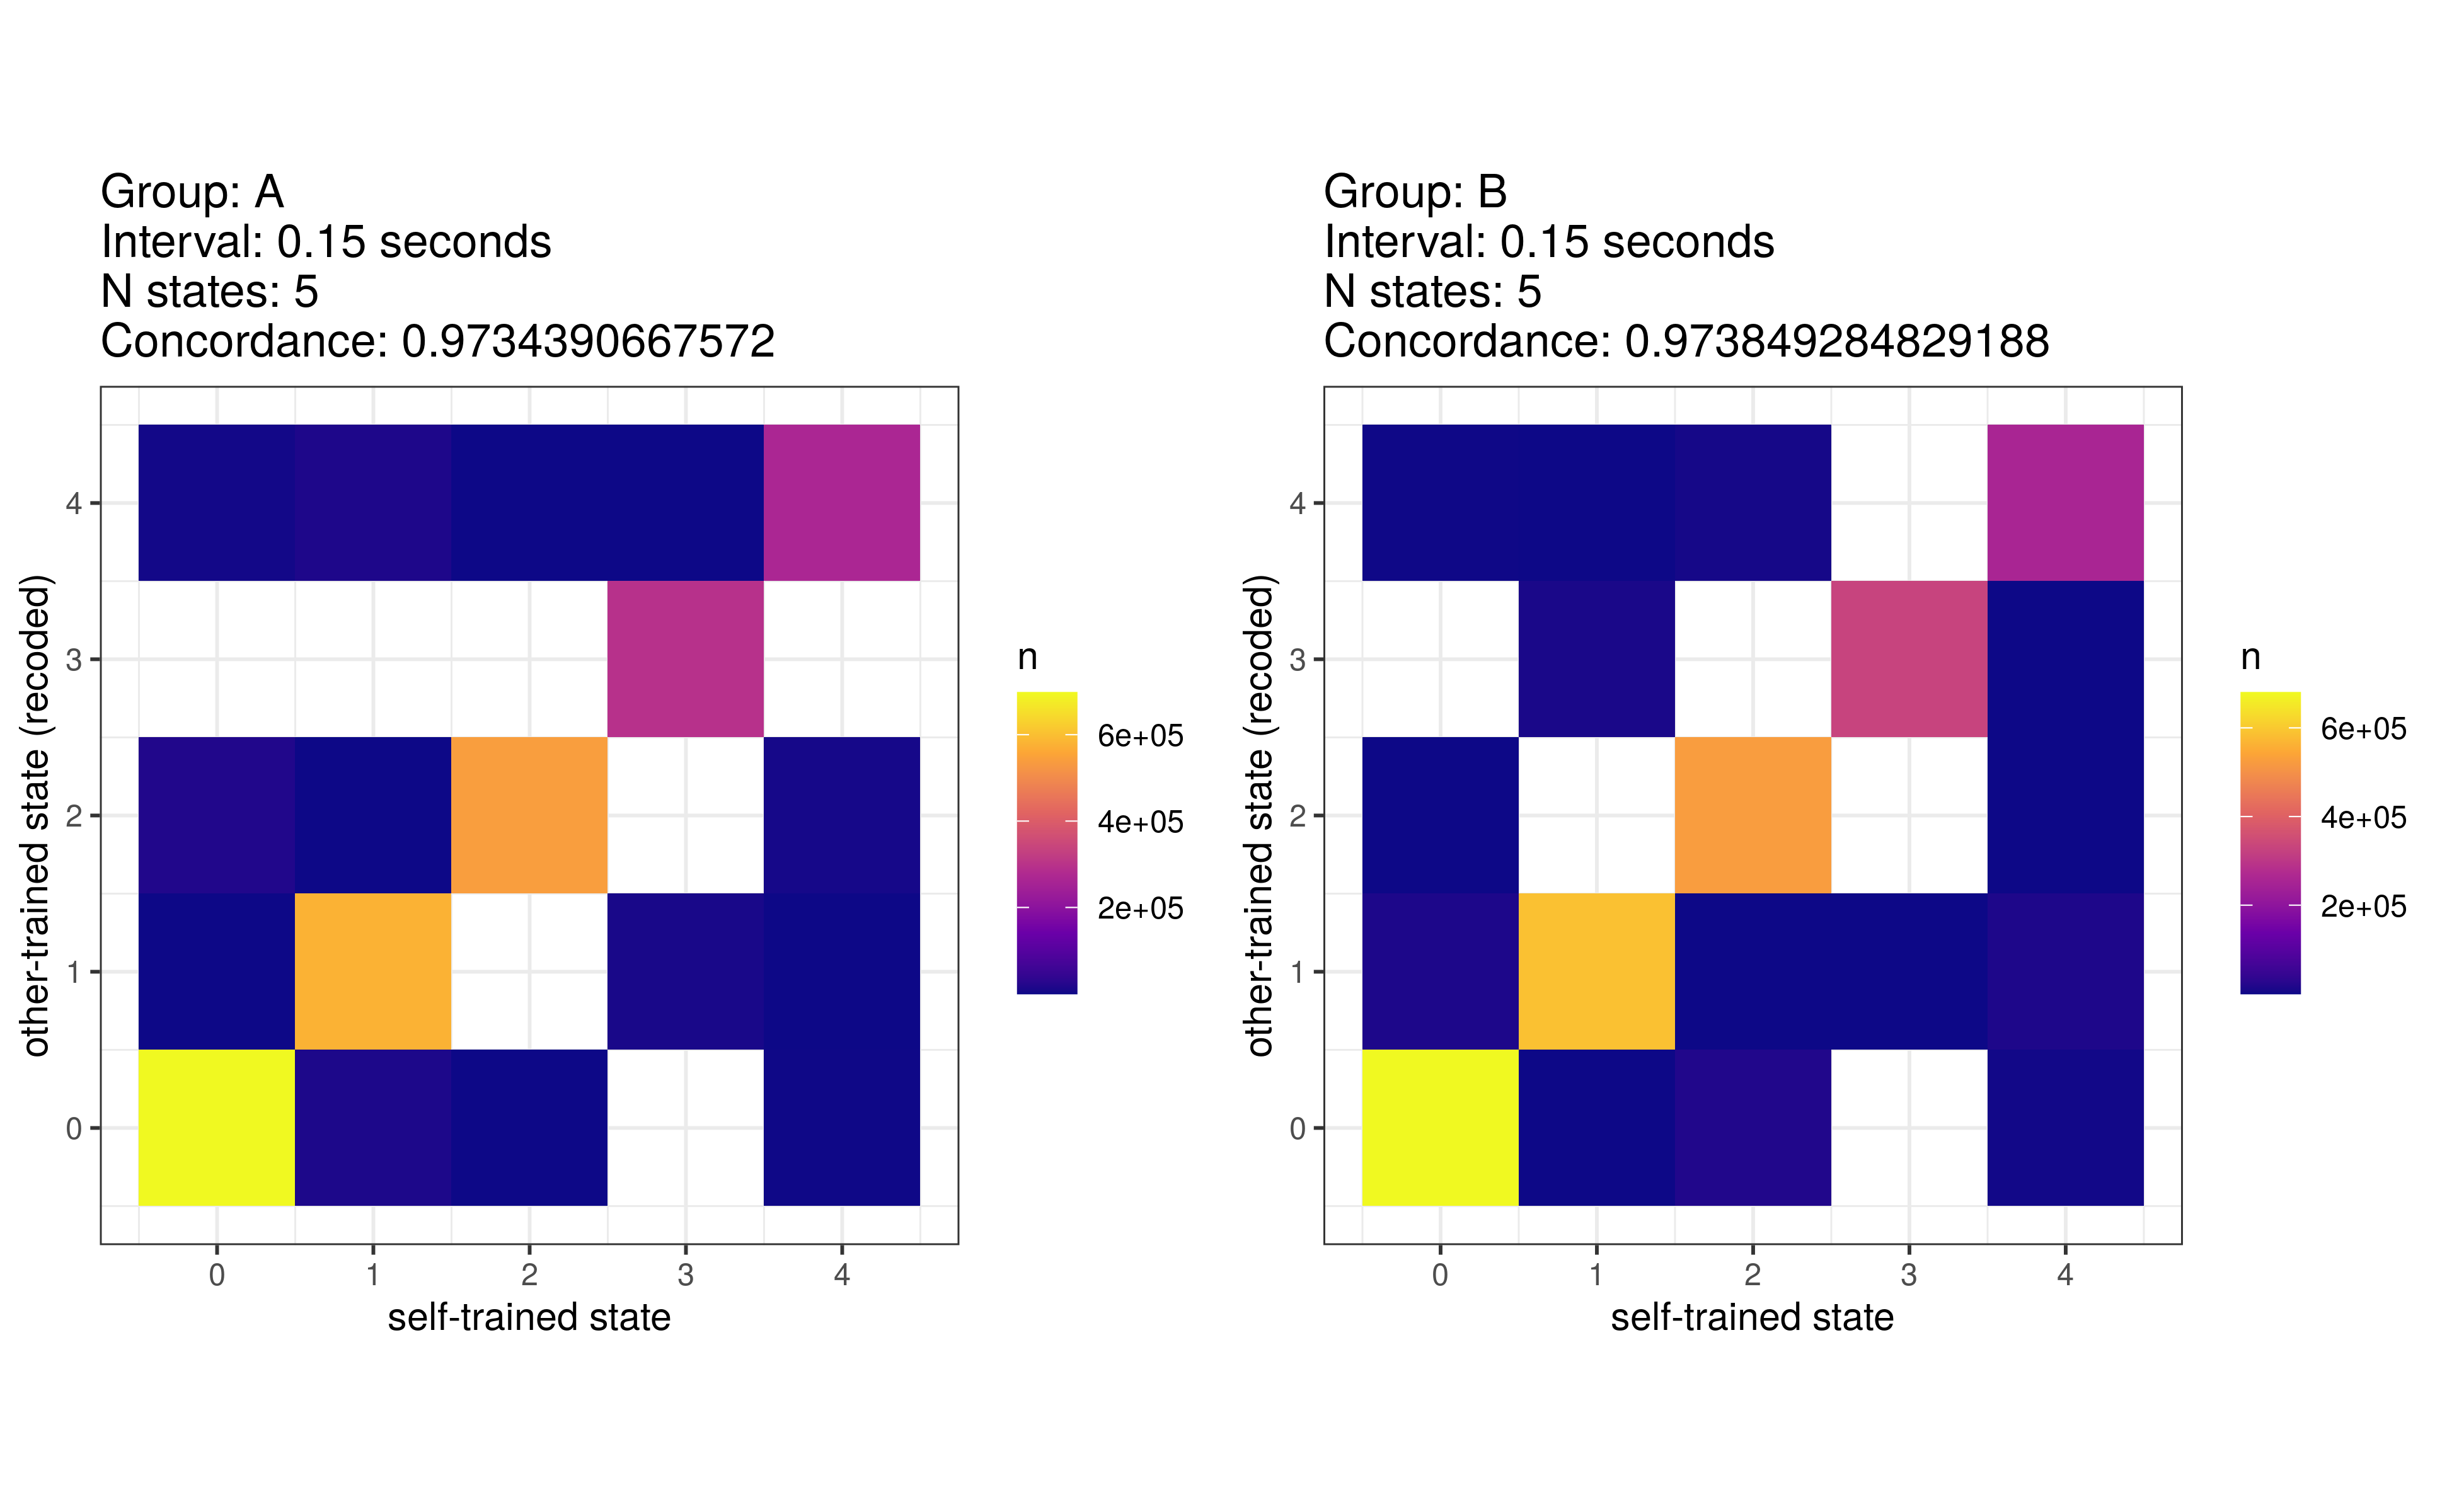 Group: A
Interval: 0.15 seconds
N states: 5
Concordance: 0.9734390667572
other-trained state (recoded)
4
3
2
1
0
0 1 2 3 4
self-trained state
n
6e+05
4e+05
2e+05
Group: B
Interval: 0.15 seconds
N states: 5
Concordance: 0.973849284829188
other-trained state (recoded)
4
3
2
1
0
0 1 2 3 4
self-trained state
n
6e+05
4e+05
2e+05